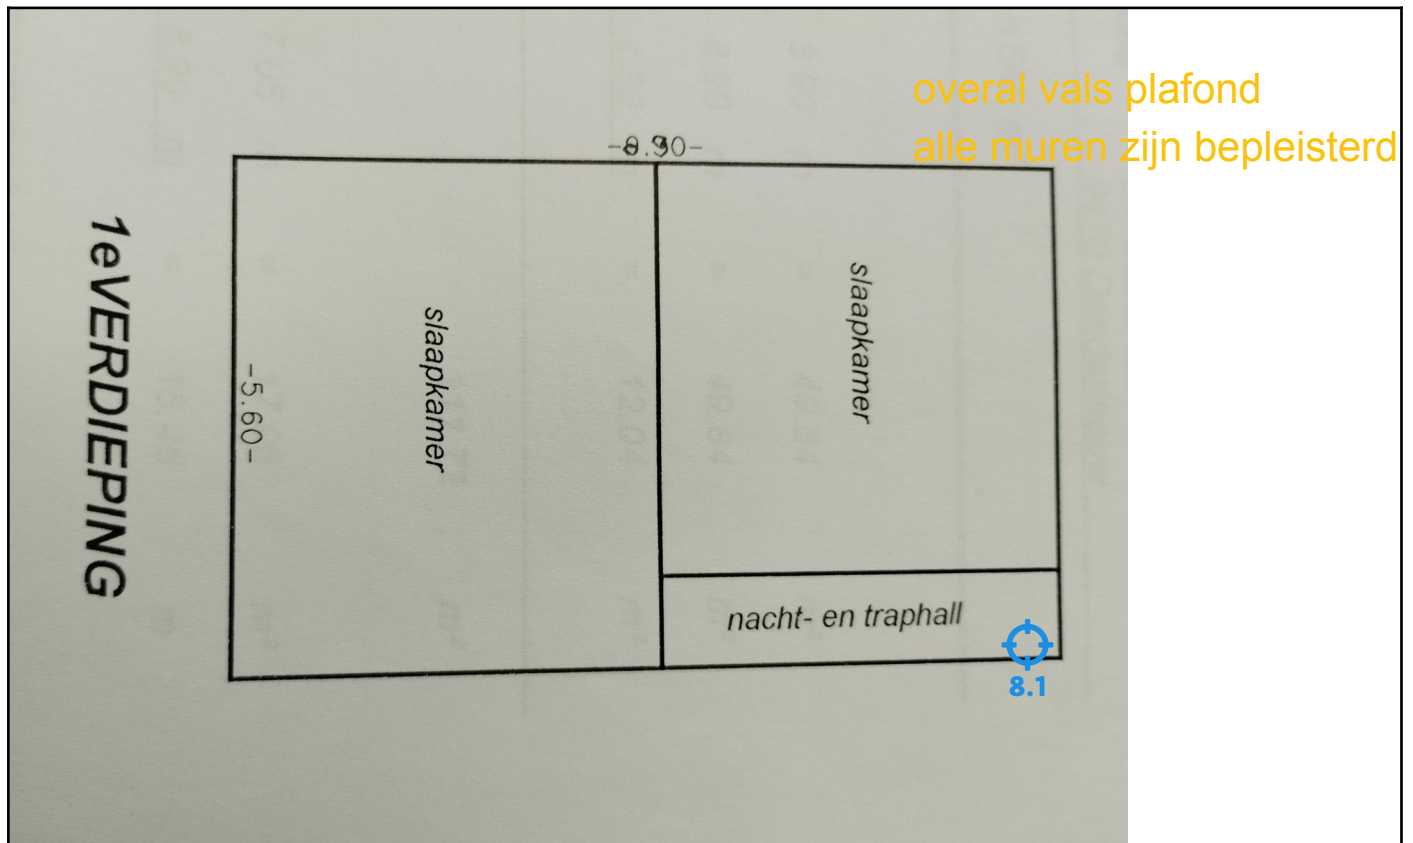 overal vals plafond
alle muren zijn bepleisterd
-8.90-
1eVERDIEPING
-5.60-
slaapkamer
slaapkamer
nacht- en traphall
8.1